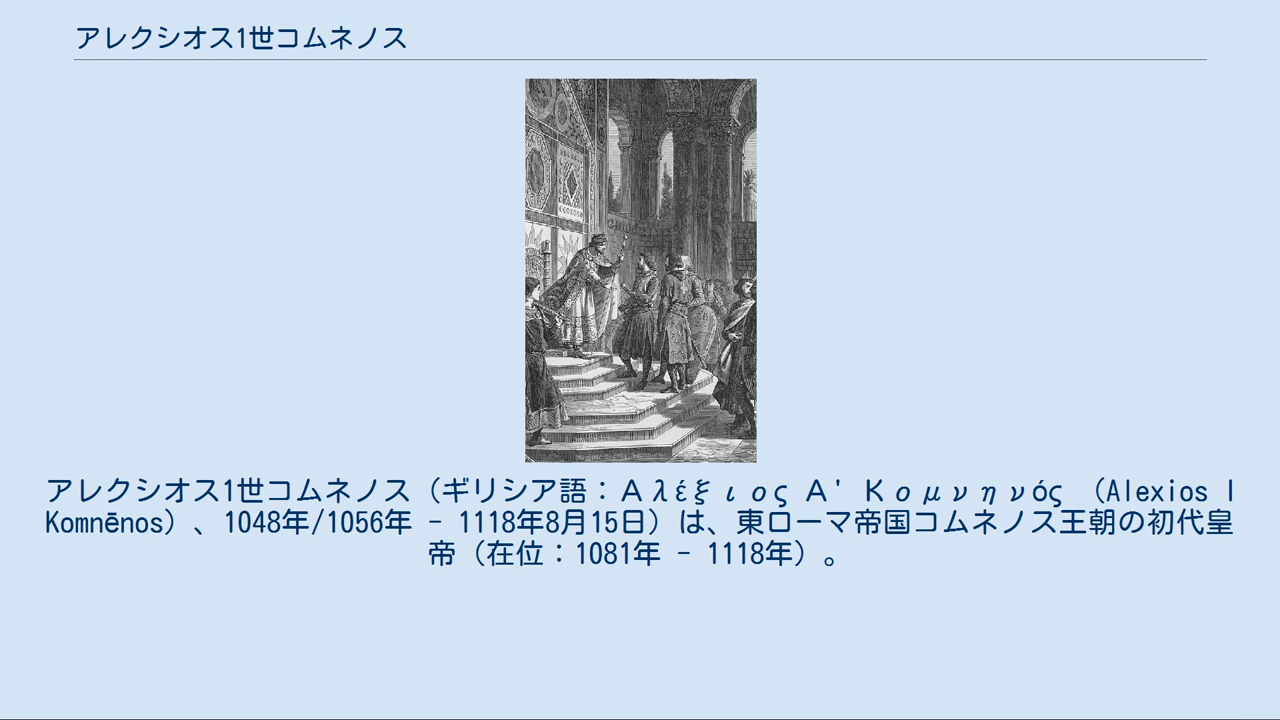 アレクシオス1世コムネノス
アレクシオス1世コムネノス（ギリシア語：Αλέξιος Α' Κομνηνός （Alexios I
Komnēnos）、1048年/1056年 - 1118年8月15日）は、東ローマ帝国コムネノス王朝の初代皇
帝（在位：1081年 - 1118年）。